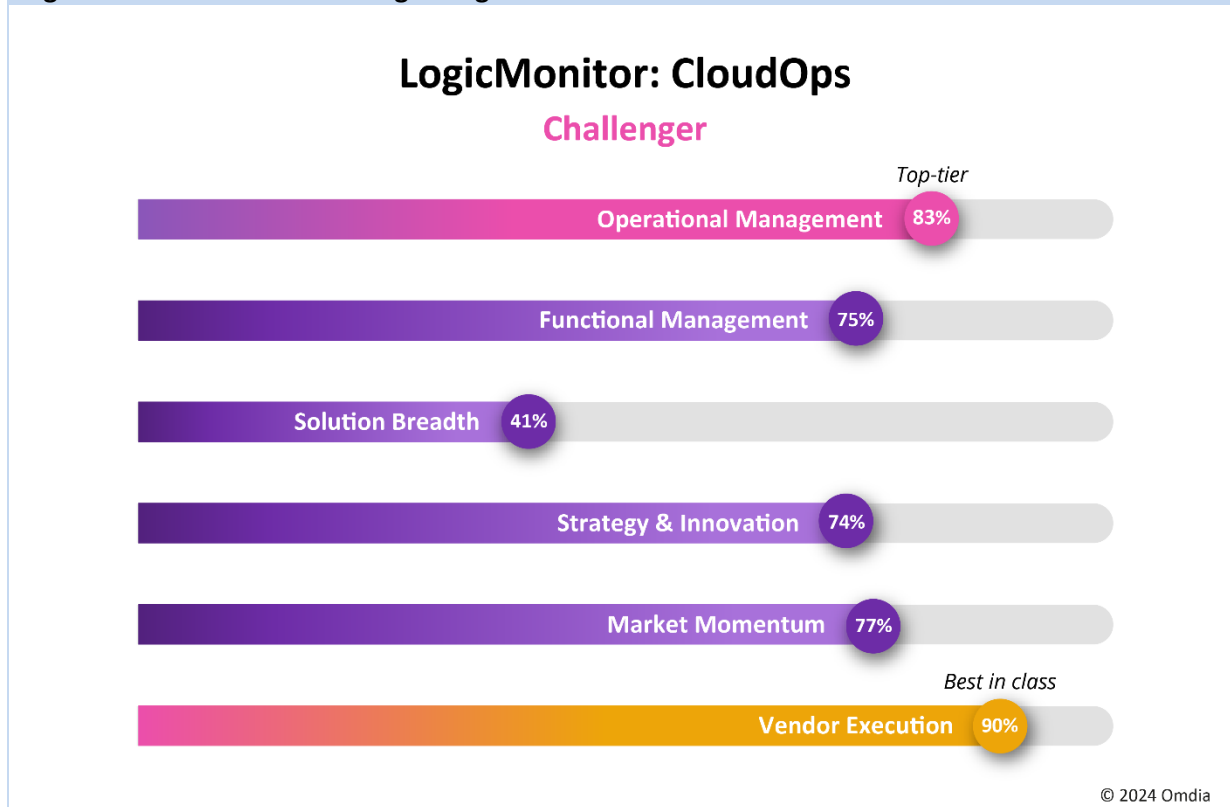 LogicMonitor: CloudOps
Challenger
Top-tier
Operational Management 83%
Functional Management 75%
Solution Breadth 41%
Strategy & Innovation 74%
Market Momentum 77%
Best in class
Vendor Execution 90%
© 2024 Omdia